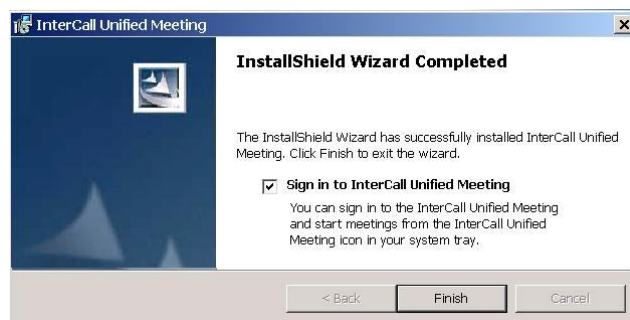 InterCall Unified Meeting
InstallShield Wizard Completed
The InstallShield Wizard has successfully installed InterCall Unified
Meeting. Click Finish to exit the wizard.
Sign in to InterCall Unified Meeting
You can sign in to the InterCall Unified Meeting
and start meetings from the InterCall Unified
Meeting icon in your system tray.
< Back Finish Cancel